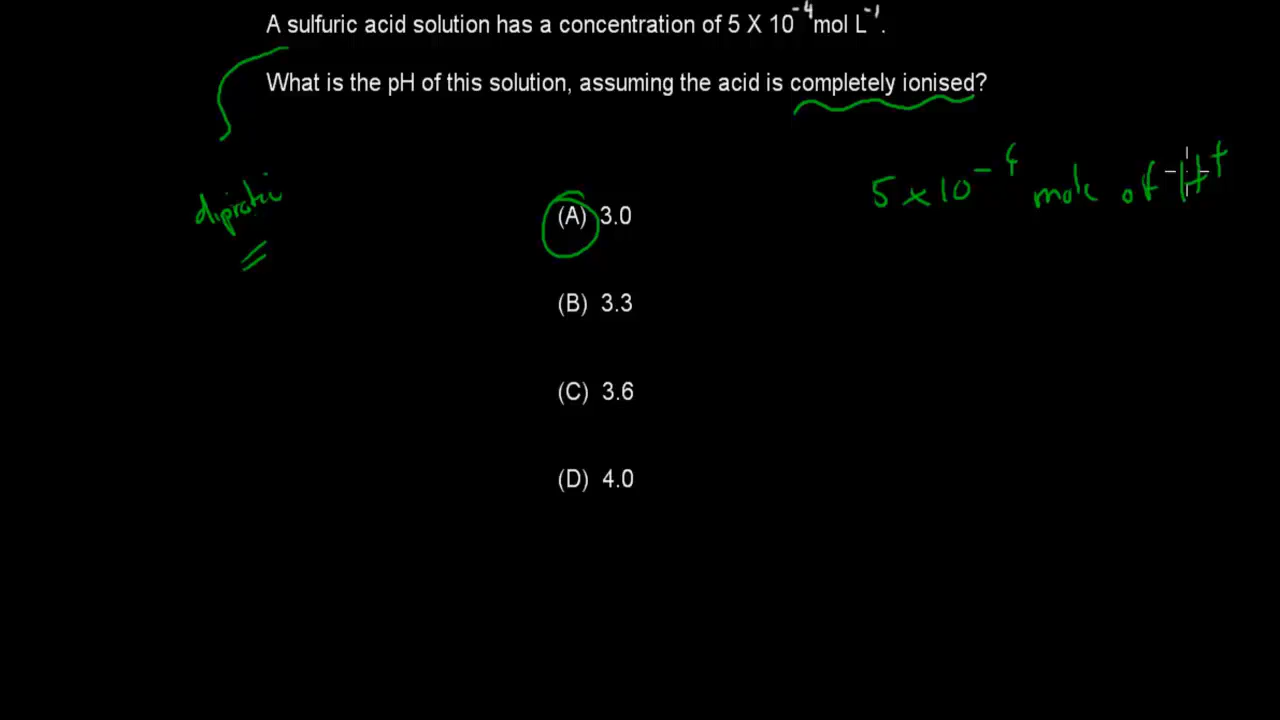 A sulfuric acid solution has a concentration of 5 X 10⁻⁴ mol L⁻¹.
What is the pH of this solution, assuming the acid is completely ionised?
5 x 10⁻⁴ mole of H⁺
diprotic
(A) 3.0
(B) 3.3
(C) 3.6
(D) 4.0